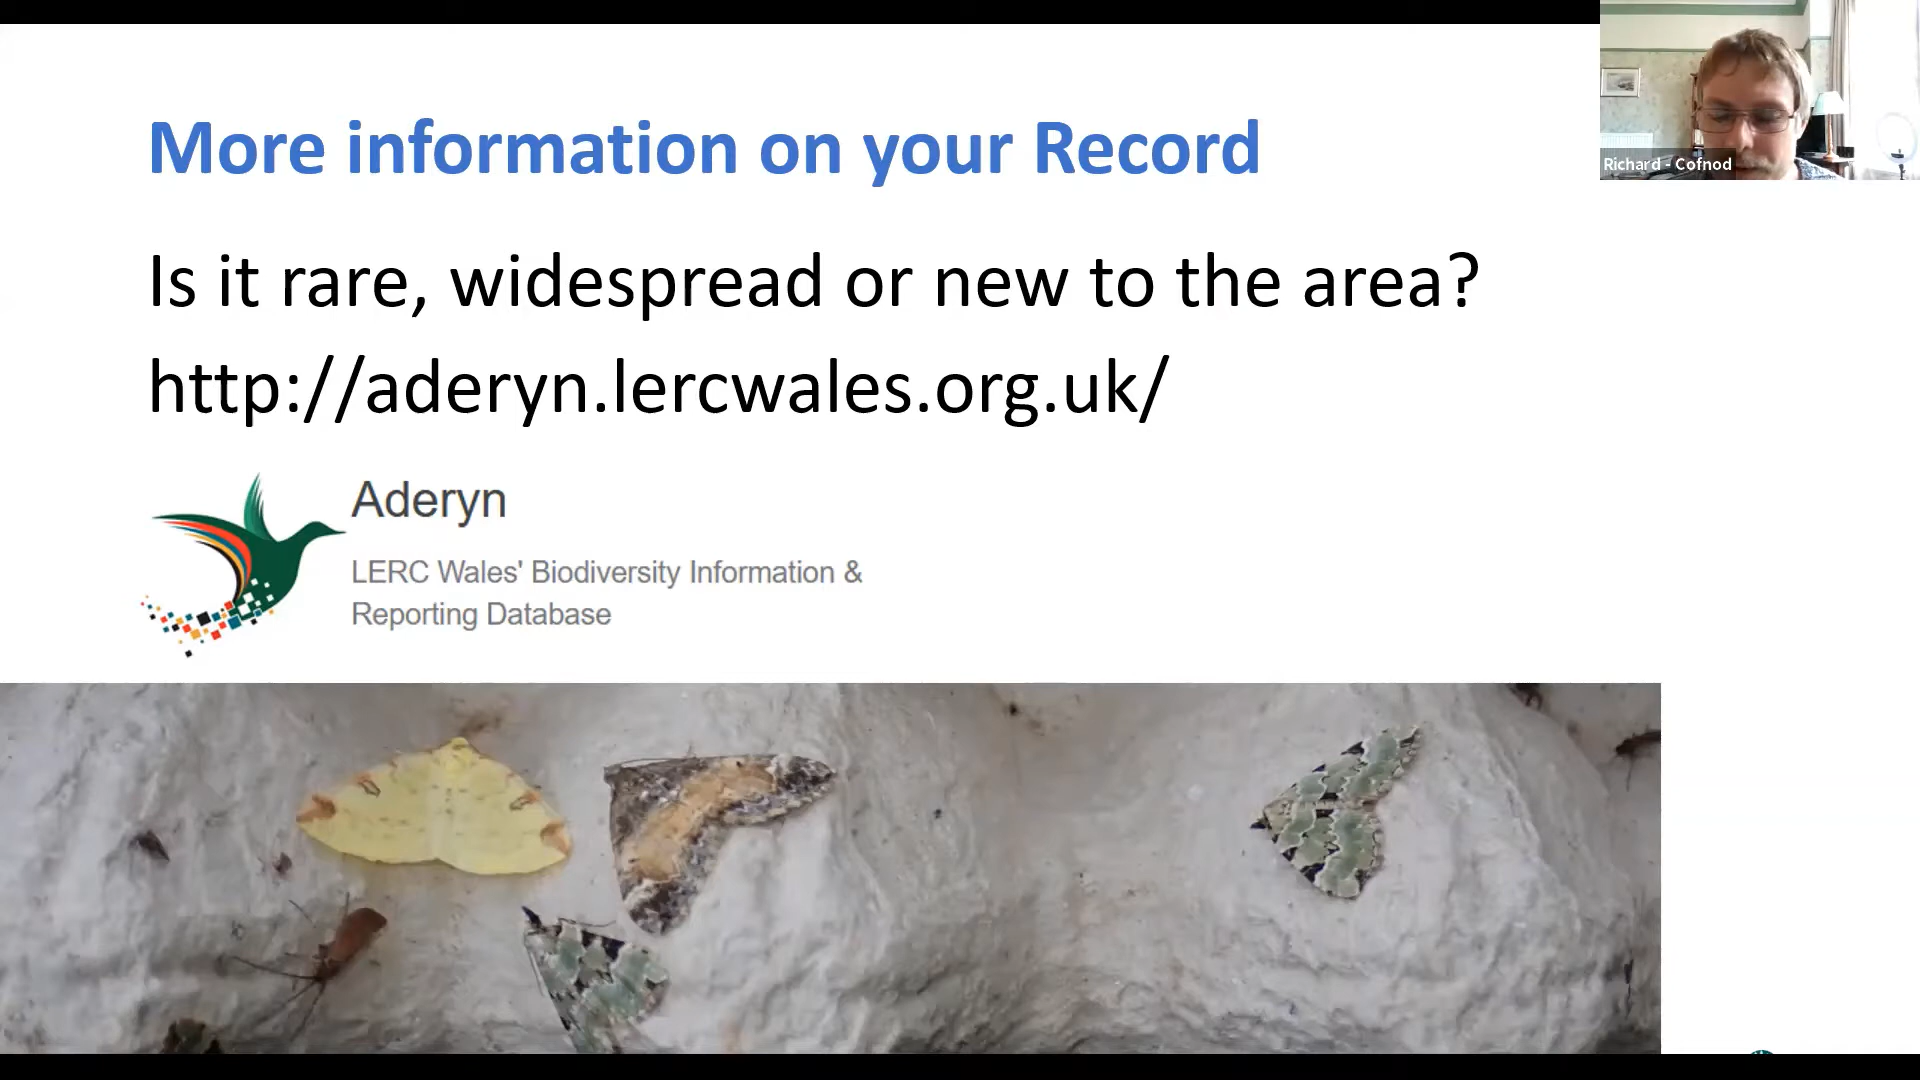 More information on your Record
Richard - Cofnod
Is it rare, widespread or new to the area?
http://aderyn.lercwales.org.uk/
Aderyn
LERC Wales' Biodiversity Information &
Reporting Database